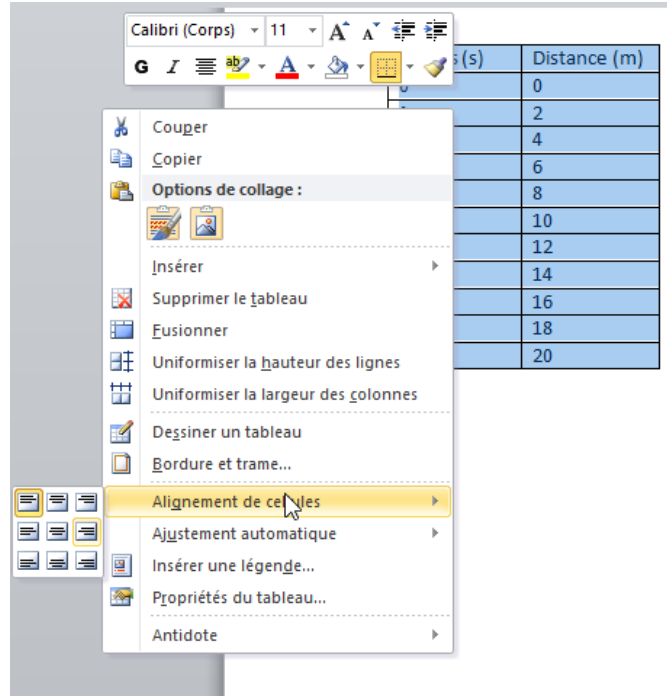 Calibri (Corps) 11 A A
G I ab A
(s) Distance (m)
0 0
2
4
6
8
10
12
14
16
18
20
Couper
Copier
Options de collage :
Insérer
Supprimer le tableau
Fusionner
Uniformiser la hauteur des lignes
Uniformiser la largeur des colonnes
Dessiner un tableau
Bordure et trame...
Alignement de cellules
Ajustement automatique
Insérer une légende...
Propriétés du tableau...
Antidote